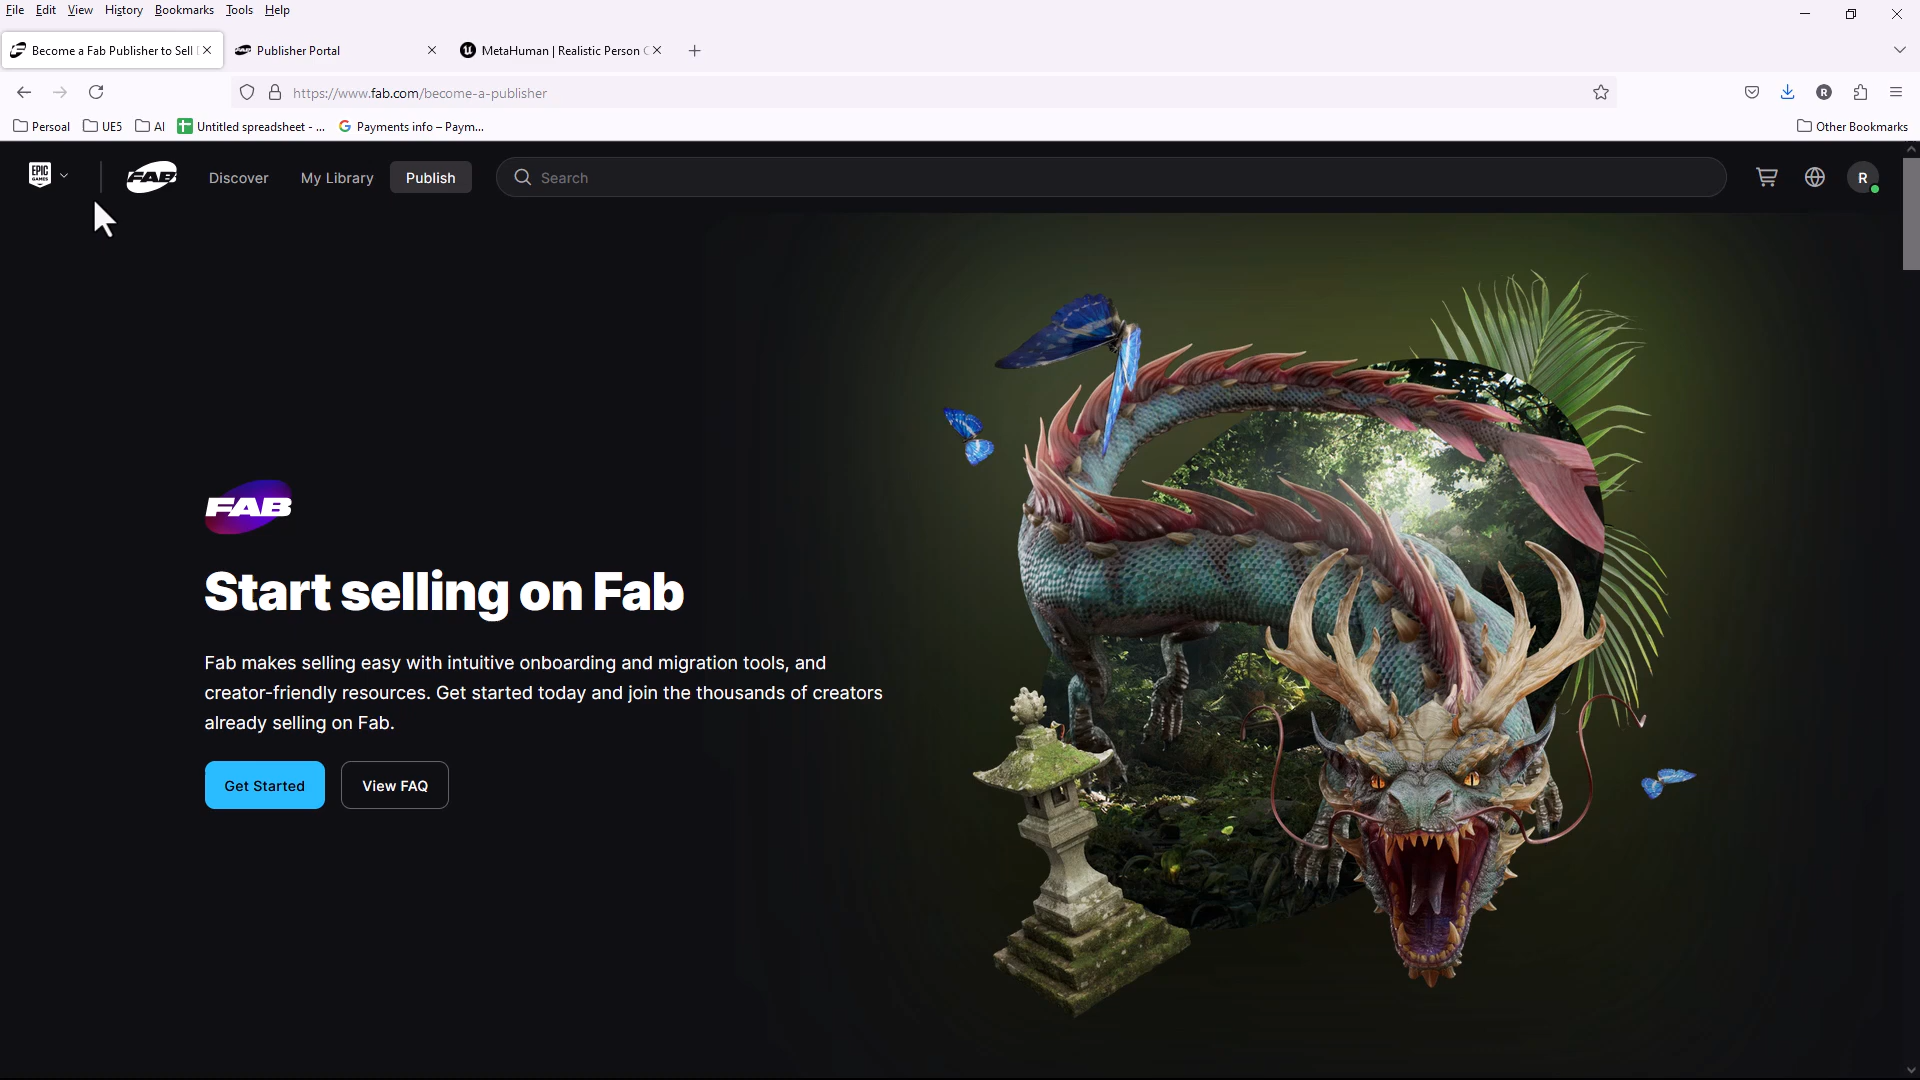 File Edit View History Bookmarks Tools Help
Become a Fab Publisher to Sell
Publisher Portal
MetaHuman | Realistic Person
https://www.fab.com/become-a-publisher
Persoal UE5 AI Untitled spreadsheet - ... Payments info – Paym...
Other Bookmarks
EPIC GAMES FAB Discover My Library Publish Search R
FAB
Start selling on Fab
Fab makes selling easy with intuitive onboarding and migration tools, and
creator-friendly resources. Get started today and join the thousands of creators
already selling on Fab.
Get Started View FAQ